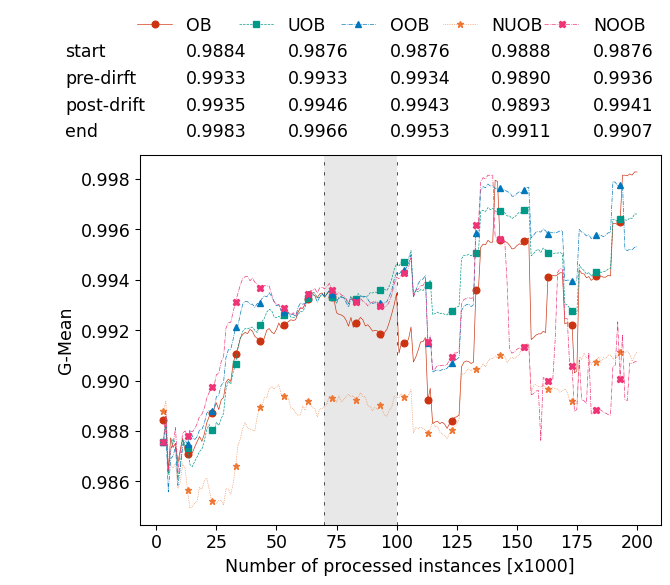 OB UOB OOB NUOB NOOB
start 0.9884 0.9876 0.9876 0.9888 0.9876
pre-dirft 0.9933 0.9933 0.9934 0.9890 0.9936
post-drift 0.9935 0.9946 0.9943 0.9893 0.9941
end 0.9983 0.9966 0.9953 0.9911 0.9907
0.998
0.996
0.994
0.992
0.990
0.988
0.986
G-Mean
0 25 50 75 100 125 150 175 200
Number of processed instances [x1000]